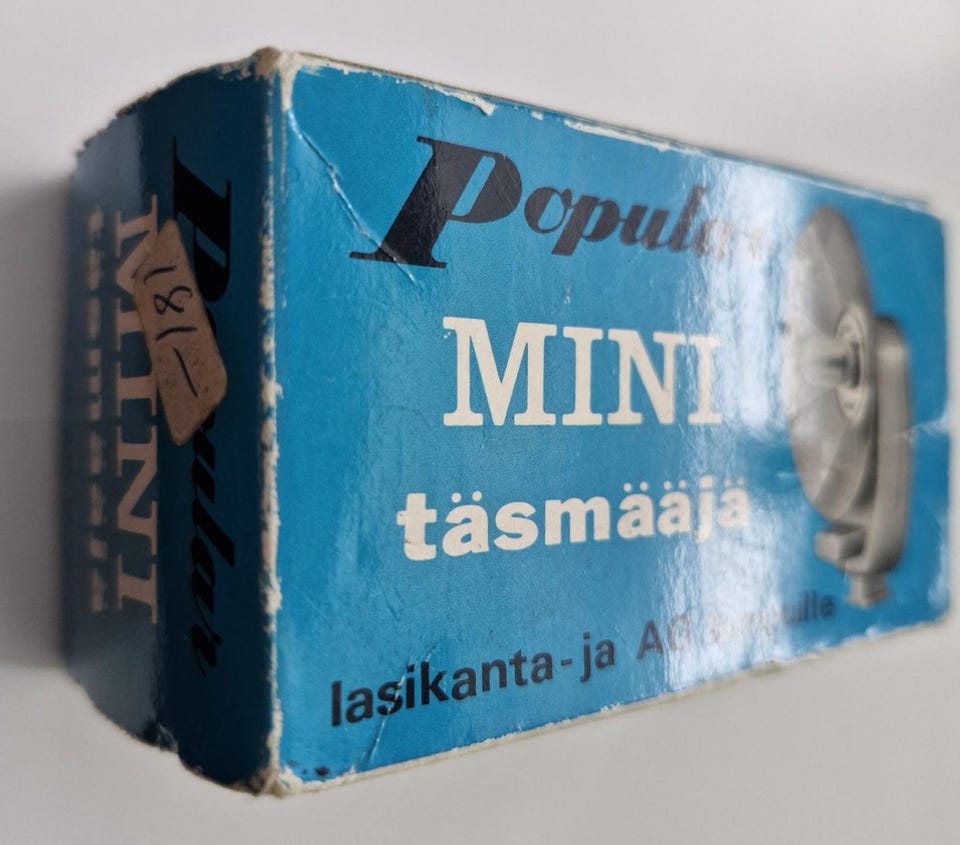 Popular
MINI
täsmääjä
lasikanta-ja AG
Popular
MINI
18,-